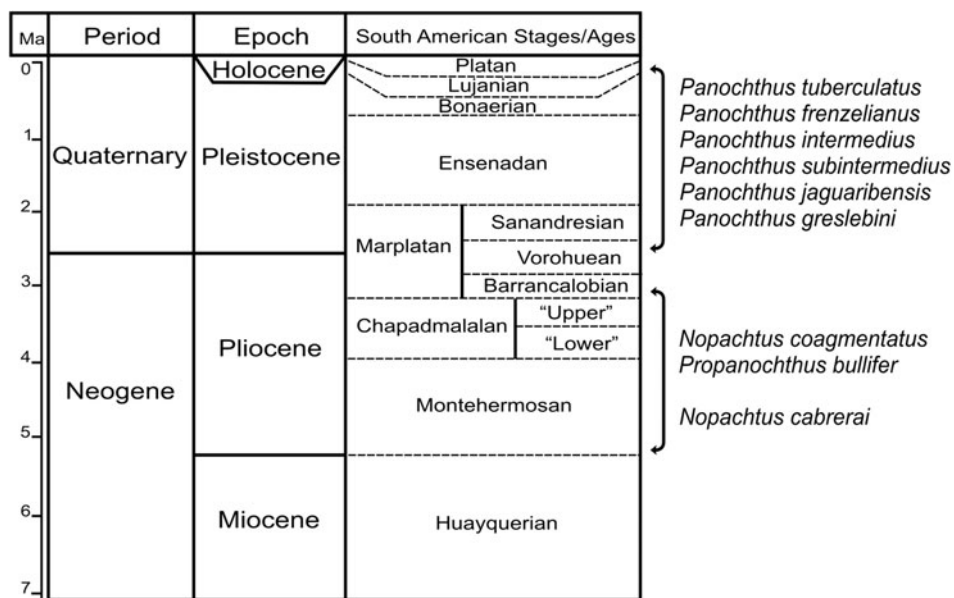 Ma Period Epoch South American Stages/Ages
0 Holocene Platan
Lujanian
Bonaerian
1
Quaternary Pleistocene Ensenadan
2
Marplatan Sanandresian
Vorohuean
3 Barrancalobian
Chapadmalalan “Upper”
“Lower”
Pliocene
4
Neogene Montehermosan
5
6 Miocene Huayquerian
7
Panochthus tuberculatus
Panochthus frenzelianus
Panochthus intermedius
Panochthus subintermedius
Panochthus jaguaribensis
Panochthus greslebini
Nopachtus coagmentatus
Propanochthus bullifer
Nopachtus cabrerai